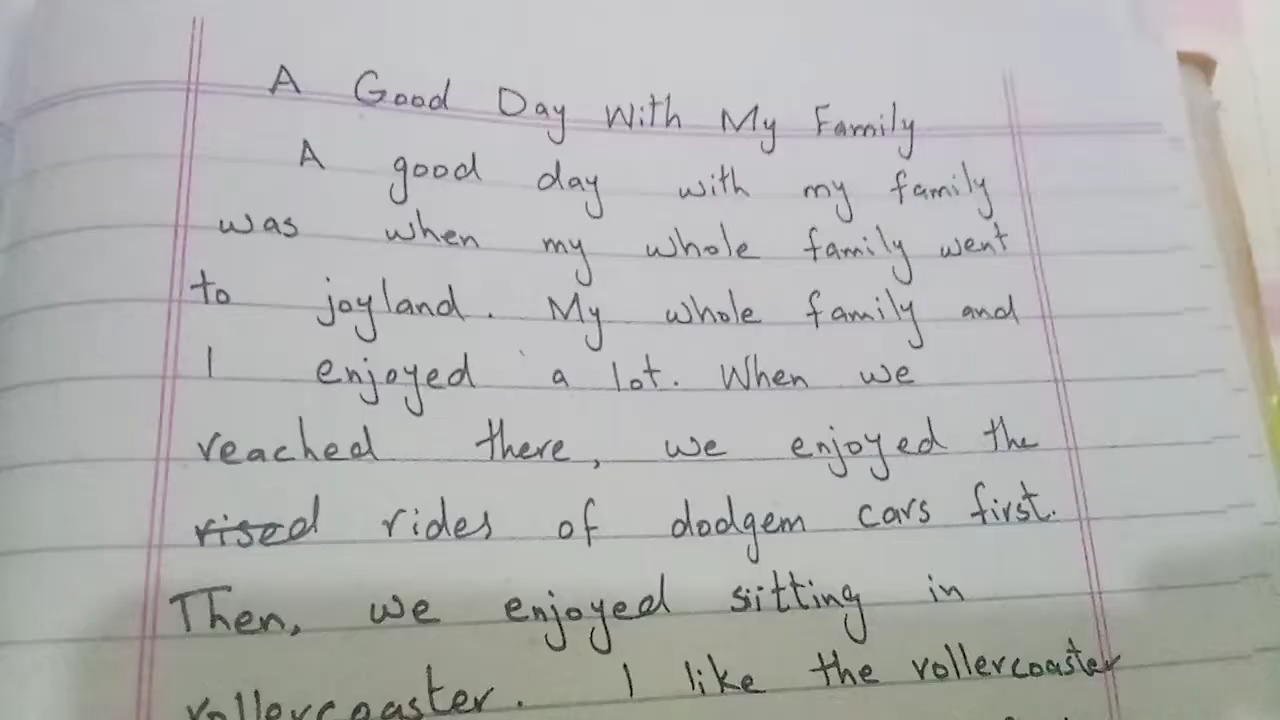 A Good Day With My Family
A good day with my family
was when my whole family went
to joyland. My whole family and
I enjoyed a lot. When we
reached there, we enjoyed the
rised rides of dodgem cars first.
Then, we enjoyed sitting in
rollercoaster. I like the rollercoaster